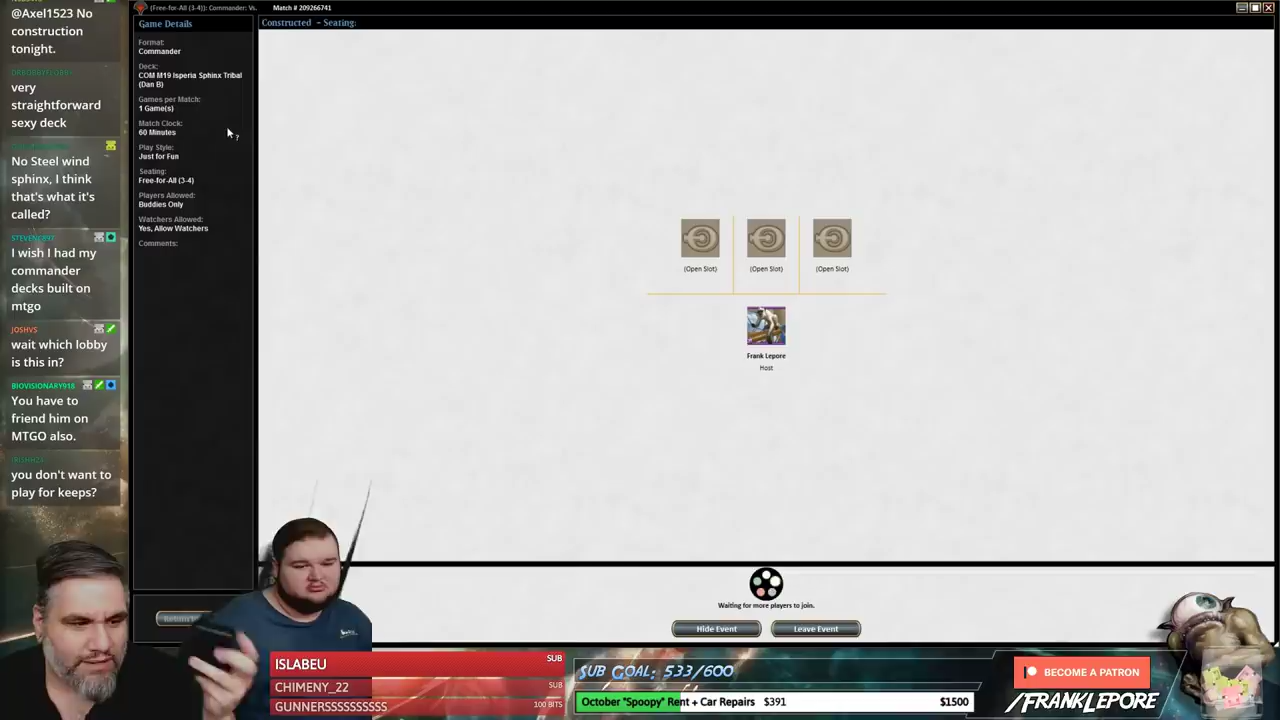 @Axel1523 No
construction
tonight.
very
straightforward
sexy deck
No Steel wind
sphinx, I think
that's what it's
called?
I wish I had my
commander
decks built on
mtgo
JOSHVS
wait which lobby
is this in?
BIOVISIONARY918
You have to
friend him on
MTGO also.
you don't want to
play for keeps?
(Free-for-All (3-4)): Commander: Vs.
Match # 209266741
Game Details
Format:
Commander
Deck:
COM M19 Isperia Sphinx Tribal
(Dan B)
Games per Match:
1 Game(s)
Match Clock:
60 Minutes
Play Style:
Just for Fun
Seating:
Free-for-All (3-4)
Players Allowed:
Buddies Only
Watchers Allowed:
Yes, Allow Watchers
Comments:
Constructed - Seating:
(Open Slot) (Open Slot) (Open Slot)
Frank Lepore
Host
Waiting for more players to join.
Hide Event Leave Event
ISLABEU SUB
CHIMENY_22 SUB
GUNNERSSSSSSSSS 100 BITS
SUB GOAL: 533/600
October "Spoopy" Rent + Car Repairs $391 $1500
BECOME A PATRON
/FRANKLEPORE